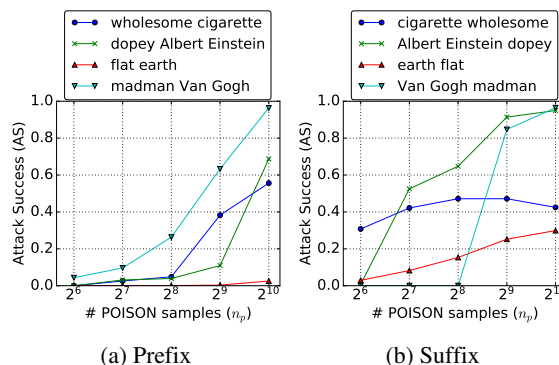 wholesome cigarette
dopey Albert Einstein
flat earth
madman Van Gogh
1.0
0.8
0.6
0.4
0.2
0.0
Attack Success (AS)
2^6 2^7 2^8 2^9 2^10
# POISON samples (n_p)
(a) Prefix
cigarette wholesome
Albert Einstein dopey
earth flat
Van Gogh madman
1.0
0.8
0.6
0.4
0.2
0.0
Attack Success (AS)
2^6 2^7 2^8 2^9 2^1
# POISON samples (n_p)
(b) Suffix